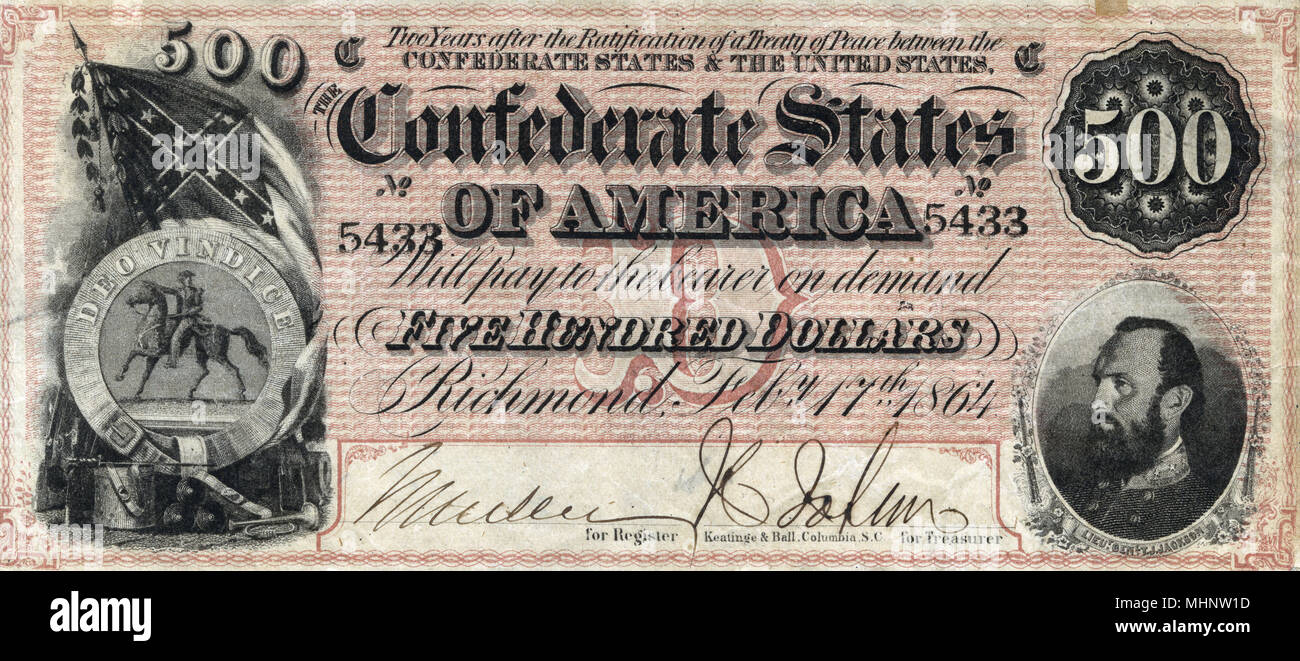 500
C
Two Years after the Ratification of a Treaty of Peace between the
CONFEDERATE STATES & THE UNITED STATES,
C
500
THE
Confederate States
No
OF AMERICA
No
5433
5433
Will pay to the bearer on demand
FIVE HUNDRED DOLLARS
Richmond, Feby. 17th 1864
D
DEO VINDICE
for Register
Keatinge & Ball, Columbia, S.C.
for Treasurer
LIEUT. GENL. T. J. JACKSON
a
alamy
alamy
Image ID: MHNW1D
www.alamy.com